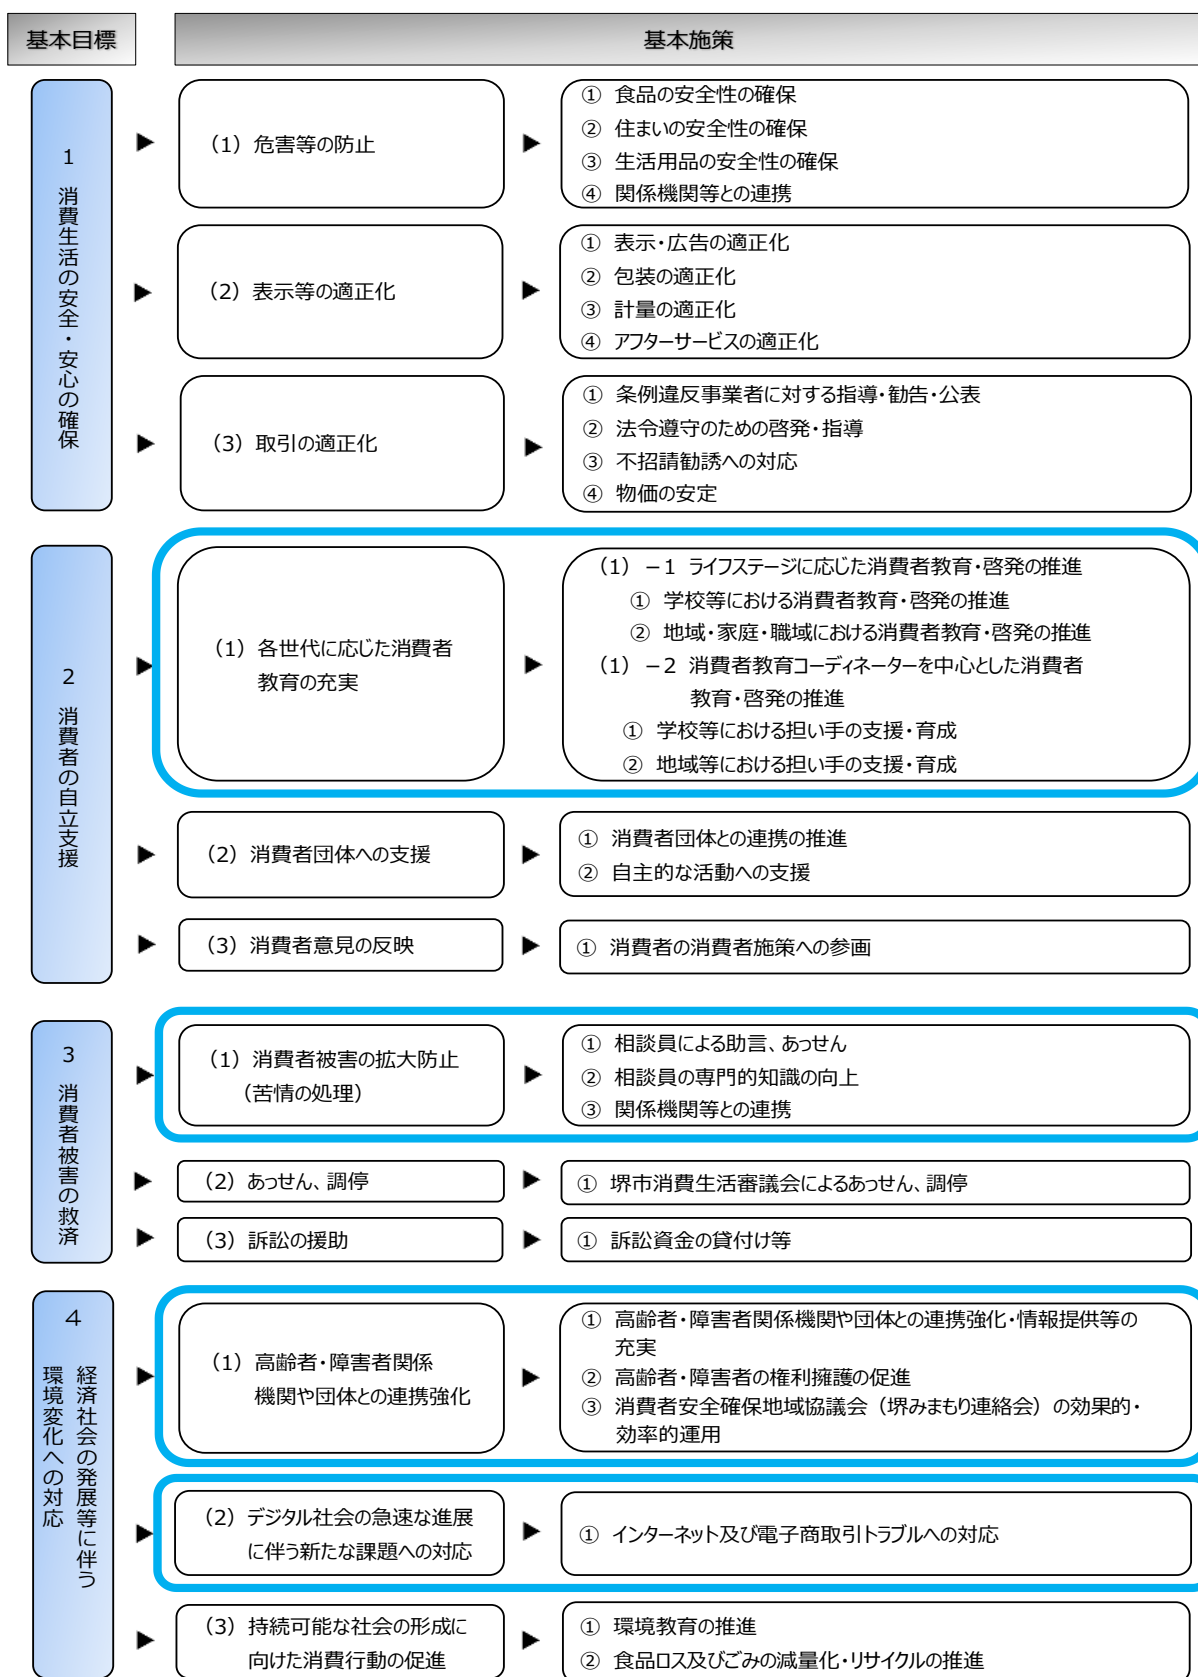 基本目標
基本施策
1 消費生活の安全・安心の確保
（1）危害等の防止
① 食品の安全性の確保
② 住まいの安全性の確保
③ 生活用品の安全性の確保
④ 関係機関等との連携
（2）表示等の適正化
① 表示・広告の適正化
② 包装の適正化
③ 計量の適正化
④ アフターサービスの適正化
（3）取引の適正化
① 条例違反事業者に対する指導・勧告・公表
② 法令遵守のための啓発・指導
③ 不招請勧誘への対応
④ 物価の安定
2 消費者の自立支援
（1）各世代に応じた消費者
教育の充実
（1）－1 ライフステージに応じた消費者教育・啓発の推進
① 学校等における消費者教育・啓発の推進
② 地域・家庭・職域における消費者教育・啓発の推進
（1）－2 消費者教育コーディネーターを中心とした消費者
教育・啓発の推進
① 学校等における担い手の支援・育成
② 地域等における担い手の支援・育成
（2）消費者団体への支援
① 消費者団体との連携の推進
② 自主的な活動への支援
（3）消費者意見の反映
① 消費者の消費者施策への参画
3 消費者被害の救済
（1）消費者被害の拡大防止
（苦情の処理）
① 相談員による助言、あっせん
② 相談員の専門的知識の向上
③ 関係機関等との連携
（2）あっせん、調停
① 堺市消費生活審議会によるあっせん、調停
（3）訴訟の援助
① 訴訟資金の貸付け等
4 経済社会の発展等に伴う
環境変化への対応
（1）高齢者・障害者関係
機関や団体との連携強化
① 高齢者・障害者関係機関や団体との連携強化・情報提供等の
充実
② 高齢者・障害者の権利擁護の促進
③ 消費者安全確保地域協議会（堺みまもり連絡会）の効果的・
効率的運用
（2）デジタル社会の急速な進展
に伴う新たな課題への対応
① インターネット及び電子商取引トラブルへの対応
（3）持続可能な社会の形成に
向けた消費行動の促進
① 環境教育の推進
② 食品ロス及びごみの減量化・リサイクルの推進